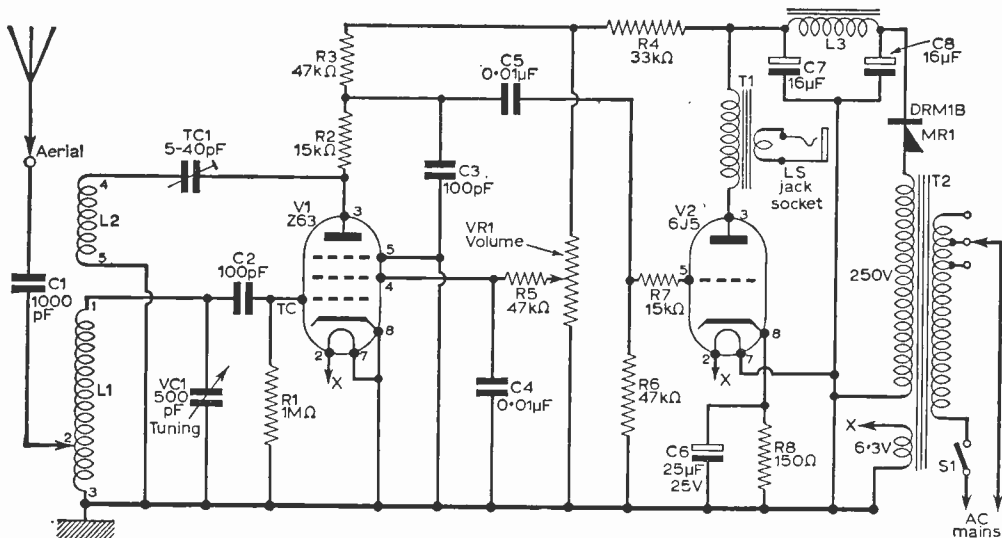 Aerial
C1
1000
pF
TC1
5-40pF
4
L2
5
1
L1
2
3
VC1
500
pF
Tuning
C2
100pF
R1
1MΩ
R3
47kΩ
R2
15kΩ
V1
Z63
3
5
4
TC
8
2
7
X
C3
100pF
C5
0·01µF
VR1
Volume
R5
47kΩ
C4
0·01µF
R4
33kΩ
R7
15kΩ
R6
47kΩ
T1
LS
jack
socket
V2
6J5
3
5
8
2
7
X
C6
25µF
25V
R8
150Ω
L3
C7
16µF
C8
16µF
DRM1B
MR1
T2
250V
X
6·3V
S1
AC
mains